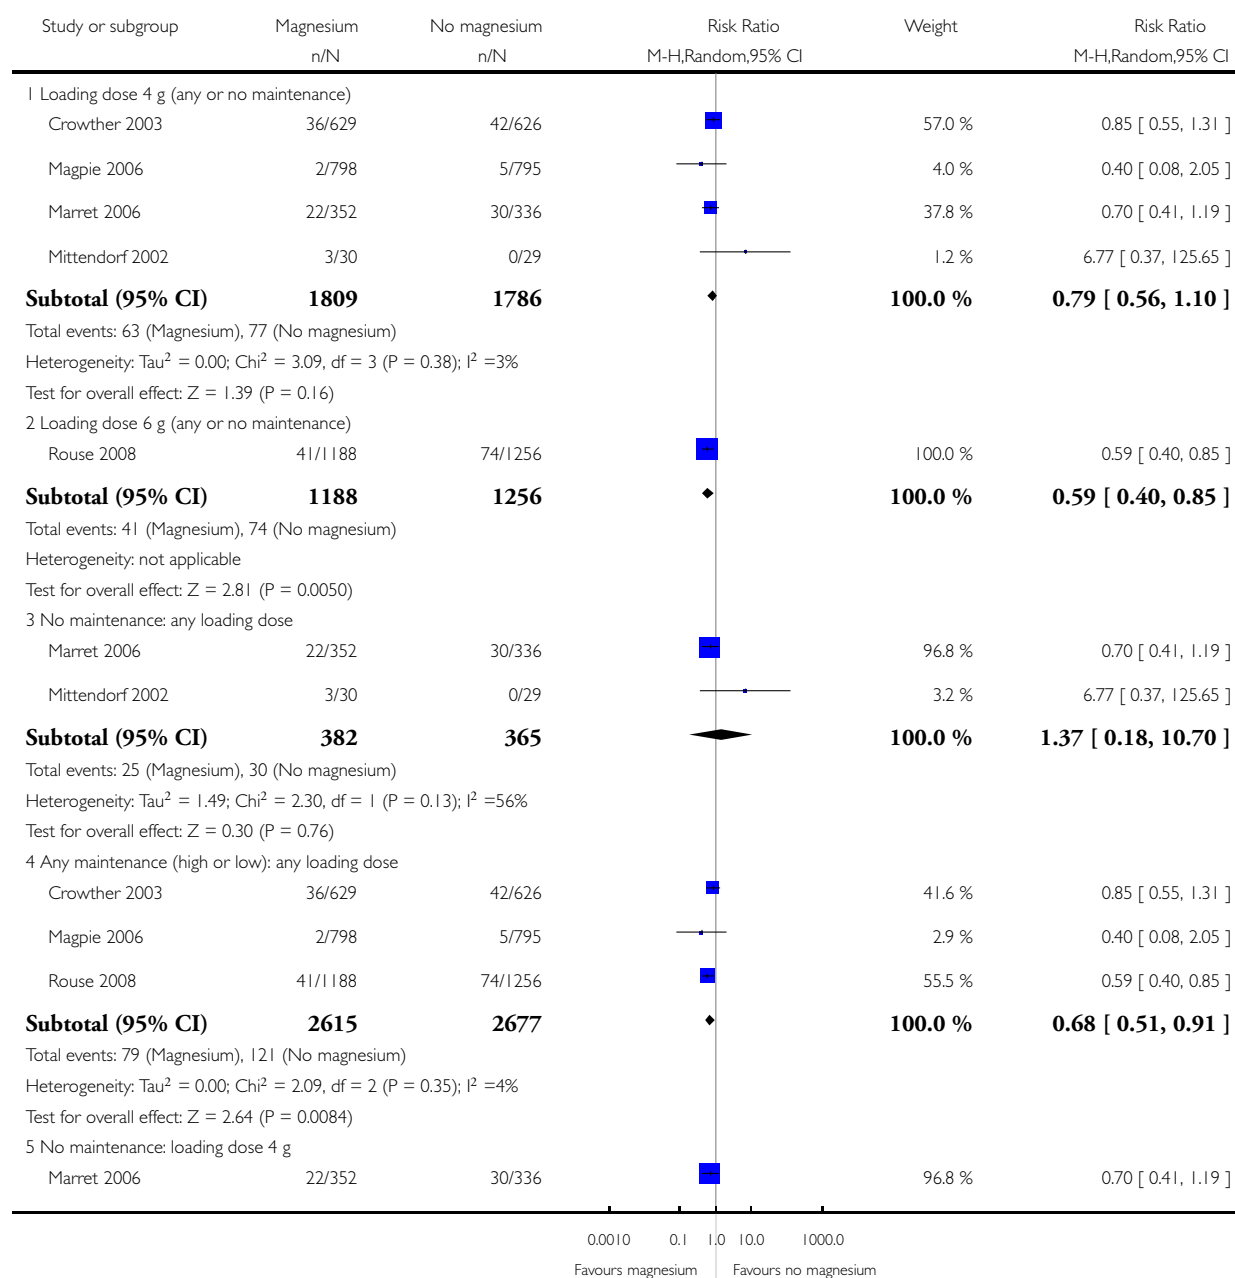 Study or subgroup Magnesium No magnesium Risk Ratio Weight Risk Ratio
n/N n/N M-H,Random,95% CI M-H,Random,95% CI
1 Loading dose 4 g (any or no maintenance)
Crowther 2003 36/629 42/626 57.0 % 0.85 [ 0.55, 1.31 ]
Magpie 2006 2/798 5/795 4.0 % 0.40 [ 0.08, 2.05 ]
Marret 2006 22/352 30/336 37.8 % 0.70 [ 0.41, 1.19 ]
Mittendorf 2002 3/30 0/29 1.2 % 6.77 [ 0.37, 125.65 ]
Subtotal (95% CI) 1809 1786 100.0 % 0.79 [ 0.56, 1.10 ]
Total events: 63 (Magnesium), 77 (No magnesium)
Heterogeneity: Tau² = 0.00; Chi² = 3.09, df = 3 (P = 0.38); I² =3%
Test for overall effect: Z = 1.39 (P = 0.16)
2 Loading dose 6 g (any or no maintenance)
Rouse 2008 41/1188 74/1256 100.0 % 0.59 [ 0.40, 0.85 ]
Subtotal (95% CI) 1188 1256 100.0 % 0.59 [ 0.40, 0.85 ]
Total events: 41 (Magnesium), 74 (No magnesium)
Heterogeneity: not applicable
Test for overall effect: Z = 2.81 (P = 0.0050)
3 No maintenance: any loading dose
Marret 2006 22/352 30/336 96.8 % 0.70 [ 0.41, 1.19 ]
Mittendorf 2002 3/30 0/29 3.2 % 6.77 [ 0.37, 125.65 ]
Subtotal (95% CI) 382 365 100.0 % 1.37 [ 0.18, 10.70 ]
Total events: 25 (Magnesium), 30 (No magnesium)
Heterogeneity: Tau² = 1.49; Chi² = 2.30, df = 1 (P = 0.13); I² =56%
Test for overall effect: Z = 0.30 (P = 0.76)
4 Any maintenance (high or low): any loading dose
Crowther 2003 36/629 42/626 41.6 % 0.85 [ 0.55, 1.31 ]
Magpie 2006 2/798 5/795 2.9 % 0.40 [ 0.08, 2.05 ]
Rouse 2008 41/1188 74/1256 55.5 % 0.59 [ 0.40, 0.85 ]
Subtotal (95% CI) 2615 2677 100.0 % 0.68 [ 0.51, 0.91 ]
Total events: 79 (Magnesium), 121 (No magnesium)
Heterogeneity: Tau² = 0.00; Chi² = 2.09, df = 2 (P = 0.35); I² =4%
Test for overall effect: Z = 2.64 (P = 0.0084)
5 No maintenance: loading dose 4 g
Marret 2006 22/352 30/336 96.8 % 0.70 [ 0.41, 1.19 ]
0.0010 0.1 1.0 10.0 1000.0
Favours magnesium Favours no magnesium